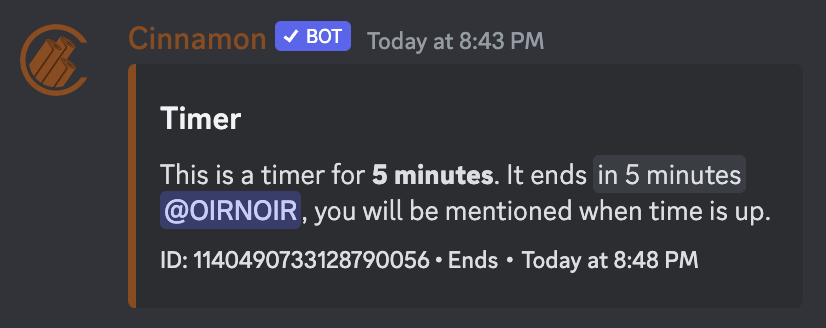 Cinnamon ✓ BOT Today at 8:43 PM
Timer
This is a timer for 5 minutes. It ends in 5 minutes
@OIRNOIR, you will be mentioned when time is up.
ID: 1140490733128790056 • Ends • Today at 8:48 PM